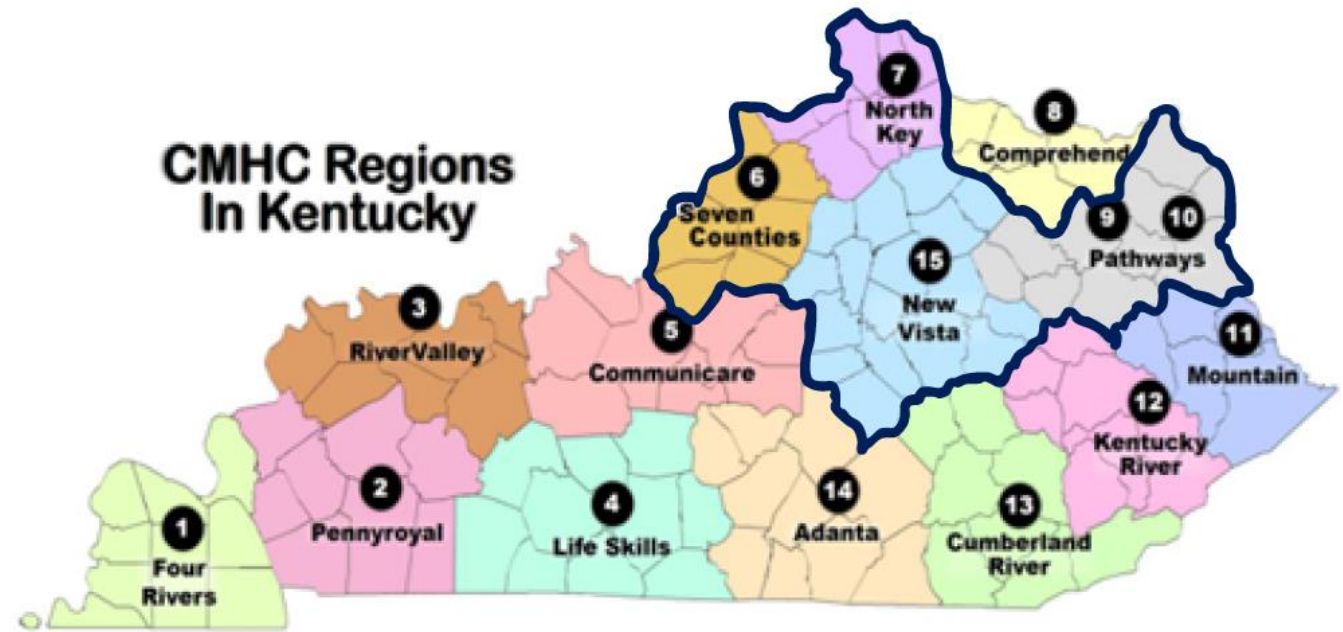 CMHC Regions
In Kentucky
7
North
Key
8
Comprehend
6
Seven
Counties
9
10
Pathways
15
New
Vista
3
RiverValley
5
Communicare
11
Mountain
12
Kentucky
River
2
Pennyroyal
4
Life Skills
14
Adanta
13
Cumberland
River
1
Four
Rivers